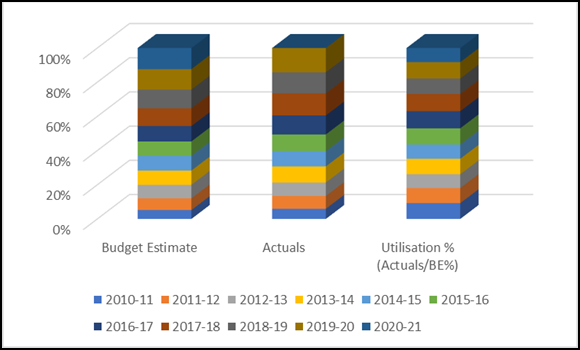 100%
80%
60%
40%
20%
0%
Budget Estimate
Actuals
Utilisation %
(Actuals/BE%)
2010-11 2011-12 2012-13 2013-14 2014-15 2015-16
2016-17 2017-18 2018-19 2019-20 2020-21